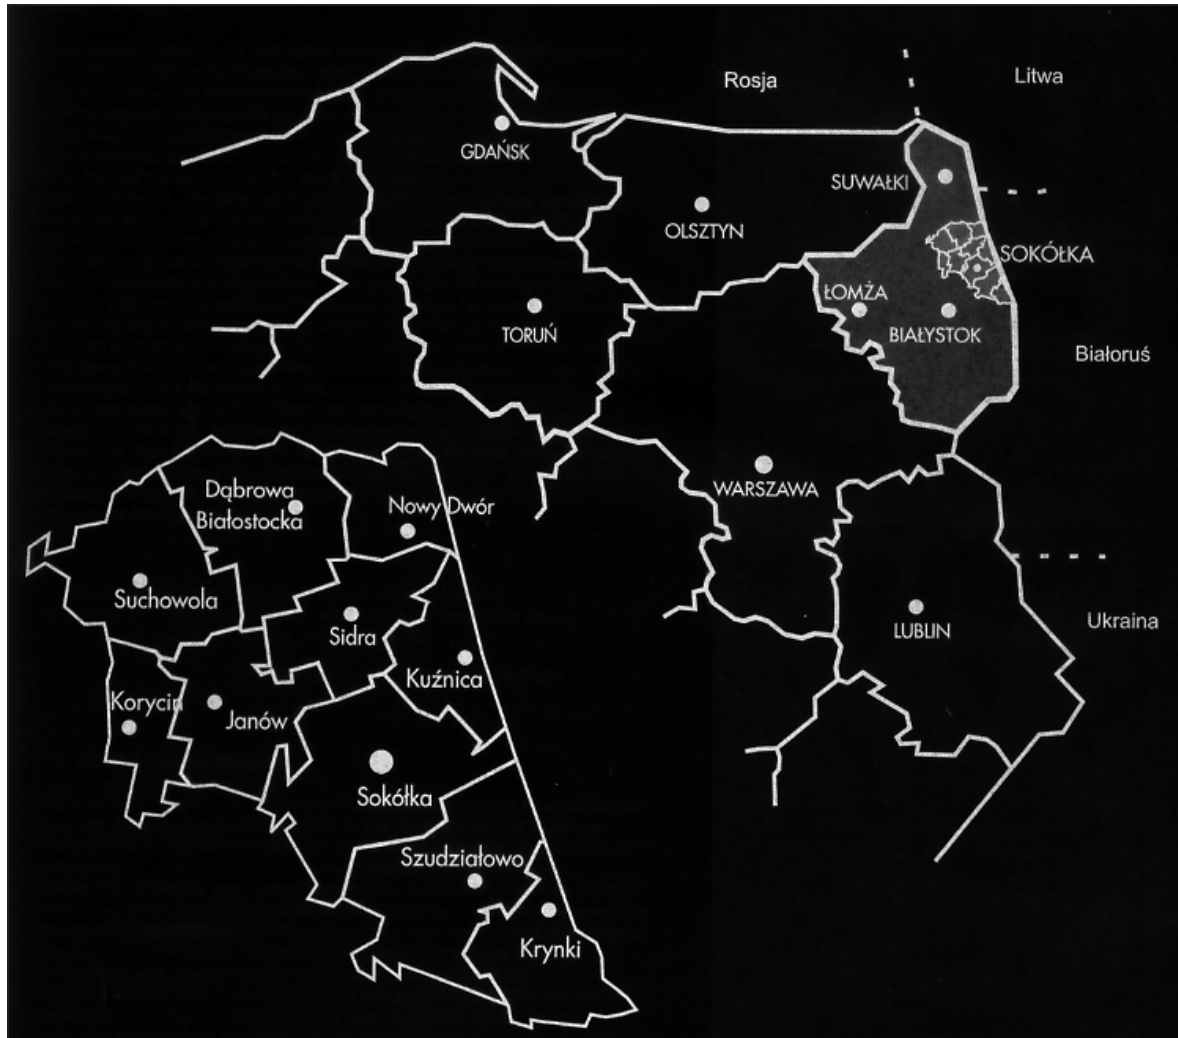 Rosja
Litwa
GDAŃSK
SUWAŁKI
OLSZTYN
SOKÓŁKA
ŁOMŻA
TORUŃ
BIAŁYSTOK
Białoruś
WARSZAWA
LUBLIN
Ukraina
Dąbrowa
Białostocka
Nowy Dwór
Suchowola
Sidra
Kuźnica
Korycin
Janów
Sokółka
Szudziałowo
Krynki